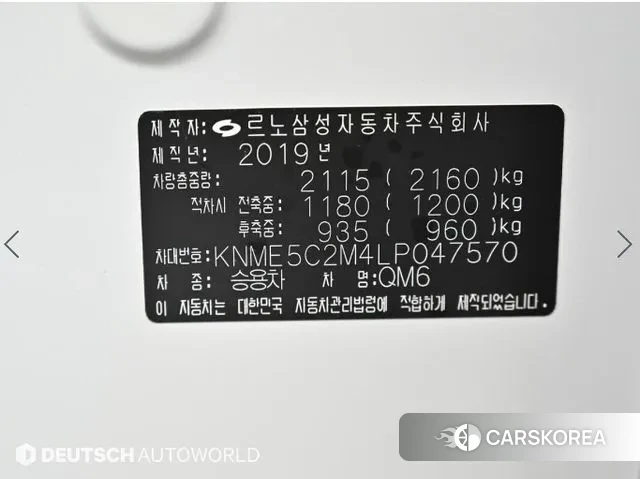 제 작 자: 르노삼성자동차주식회사
제 작 년: 2019 년
차량총중량: 2115 ( 2160 )kg
적차시 전축중: 1180 ( 1200 )kg
후축중: 935 ( 960 )kg
차대번호: KNME5C2M4LP047570
차 종: 승용차 차 명: QM6
이 자동차는 대한민국 자동차관리법령에 적합하게 제작되었습니다.
DEUTSCH AUTOWORLD
CARSKOREA